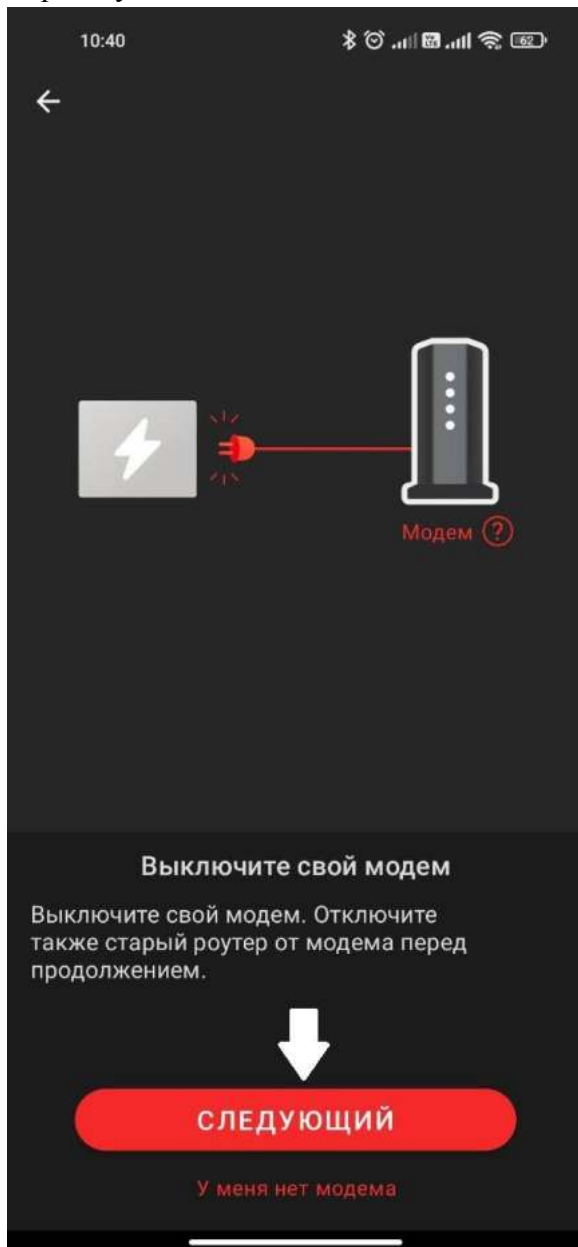 10:40
62
Модем ?
Выключите свой модем
Выключите свой модем. Отключите
также старый роутер от модема перед
продолжением.
СЛЕДУЮЩИЙ
У меня нет модема